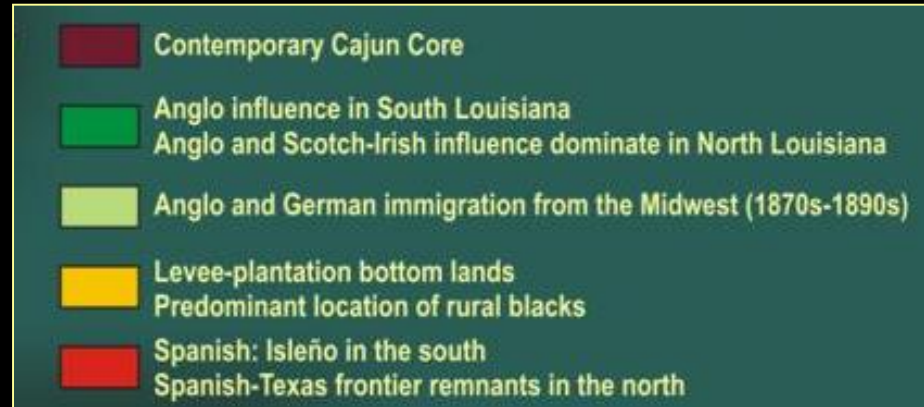 Contemporary Cajun Core
Anglo influence in South Louisiana
Anglo and Scotch-Irish influence dominate in North Louisiana
Anglo and German immigration from the Midwest (1870s-1890s)
Levee-plantation bottom lands
Predominant location of rural blacks
Spanish: Isleño in the south
Spanish-Texas frontier remnants in the north